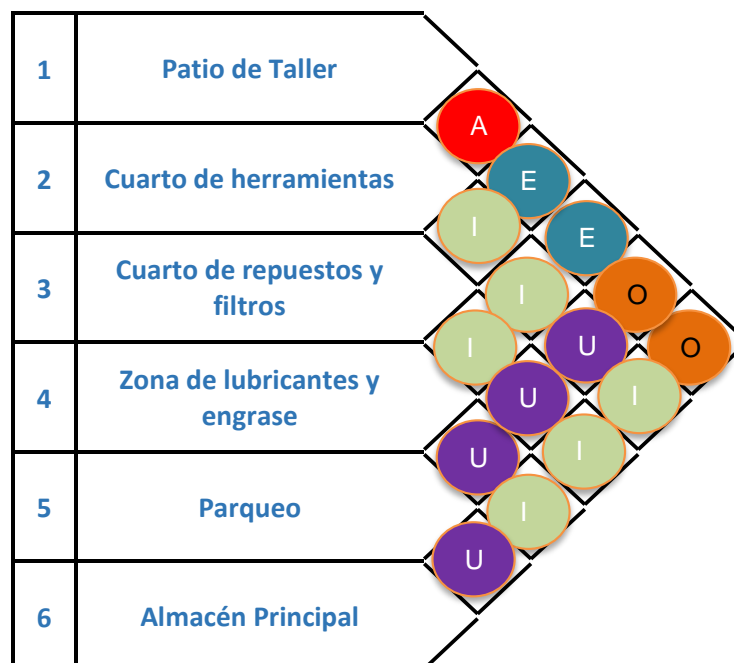 1 Patio de Taller
A
2 Cuarto de herramientas
E
I
E
3 Cuarto de repuestos y
filtros
I
O
I
U
O
4 Zona de lubricantes y
engrase
U
I
U
I
5 Parqueo
I
U
6 Almacén Principal